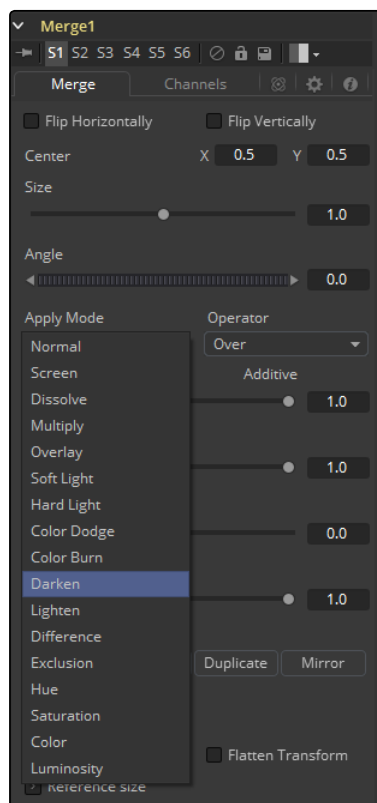 Merge1
S1 S2 S3 S4 S5 S6
Merge Channels
Flip Horizontally Flip Vertically
Center X 0.5 Y 0.5
Size
1.0
Angle
0.0
Apply Mode Operator
Normal Over
Screen Additive
Dissolve 1.0
Multiply
Overlay
Soft Light 1.0
Hard Light
Color Dodge 0.0
Color Burn
Darken
Lighten 1.0
Difference
Exclusion Duplicate Mirror
Hue
Saturation
Color Flatten Transform
Luminosity
Reference size